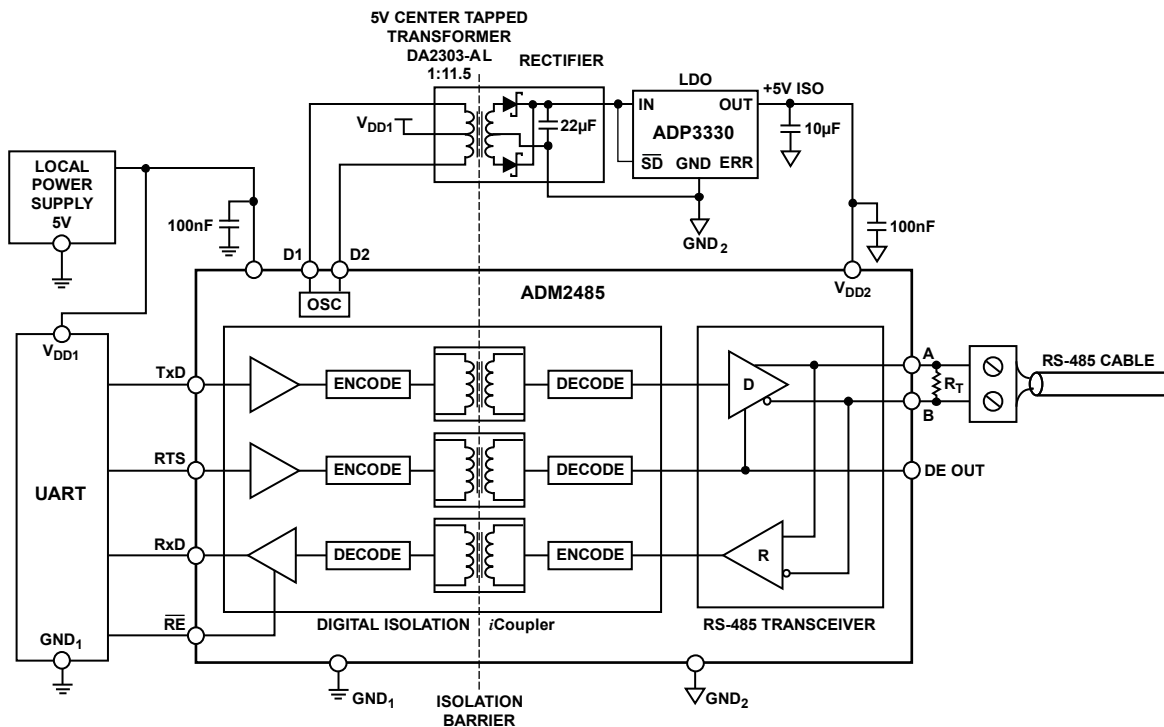 5V CENTER TAPPED
TRANSFORMER
DA2303-AL
1:11.5
RECTIFIER
LDO
+5V ISO
IN
OUT
ADP3330
SD
GND
ERR
VDD1
22µF
10µF
LOCAL
POWER
SUPPLY
5V
100nF
GND2
100nF
D1
D2
OSC
ADM2485
VDD2
VDD1
TxD
ENCODE
DECODE
D
A
RT
B
RS-485 CABLE
RTS
ENCODE
DECODE
DE OUT
UART
RxD
DECODE
ENCODE
R
RE
GND1
DIGITAL ISOLATION
iCoupler
RS-485 TRANSCEIVER
GND1
GND2
ISOLATION
BARRIER